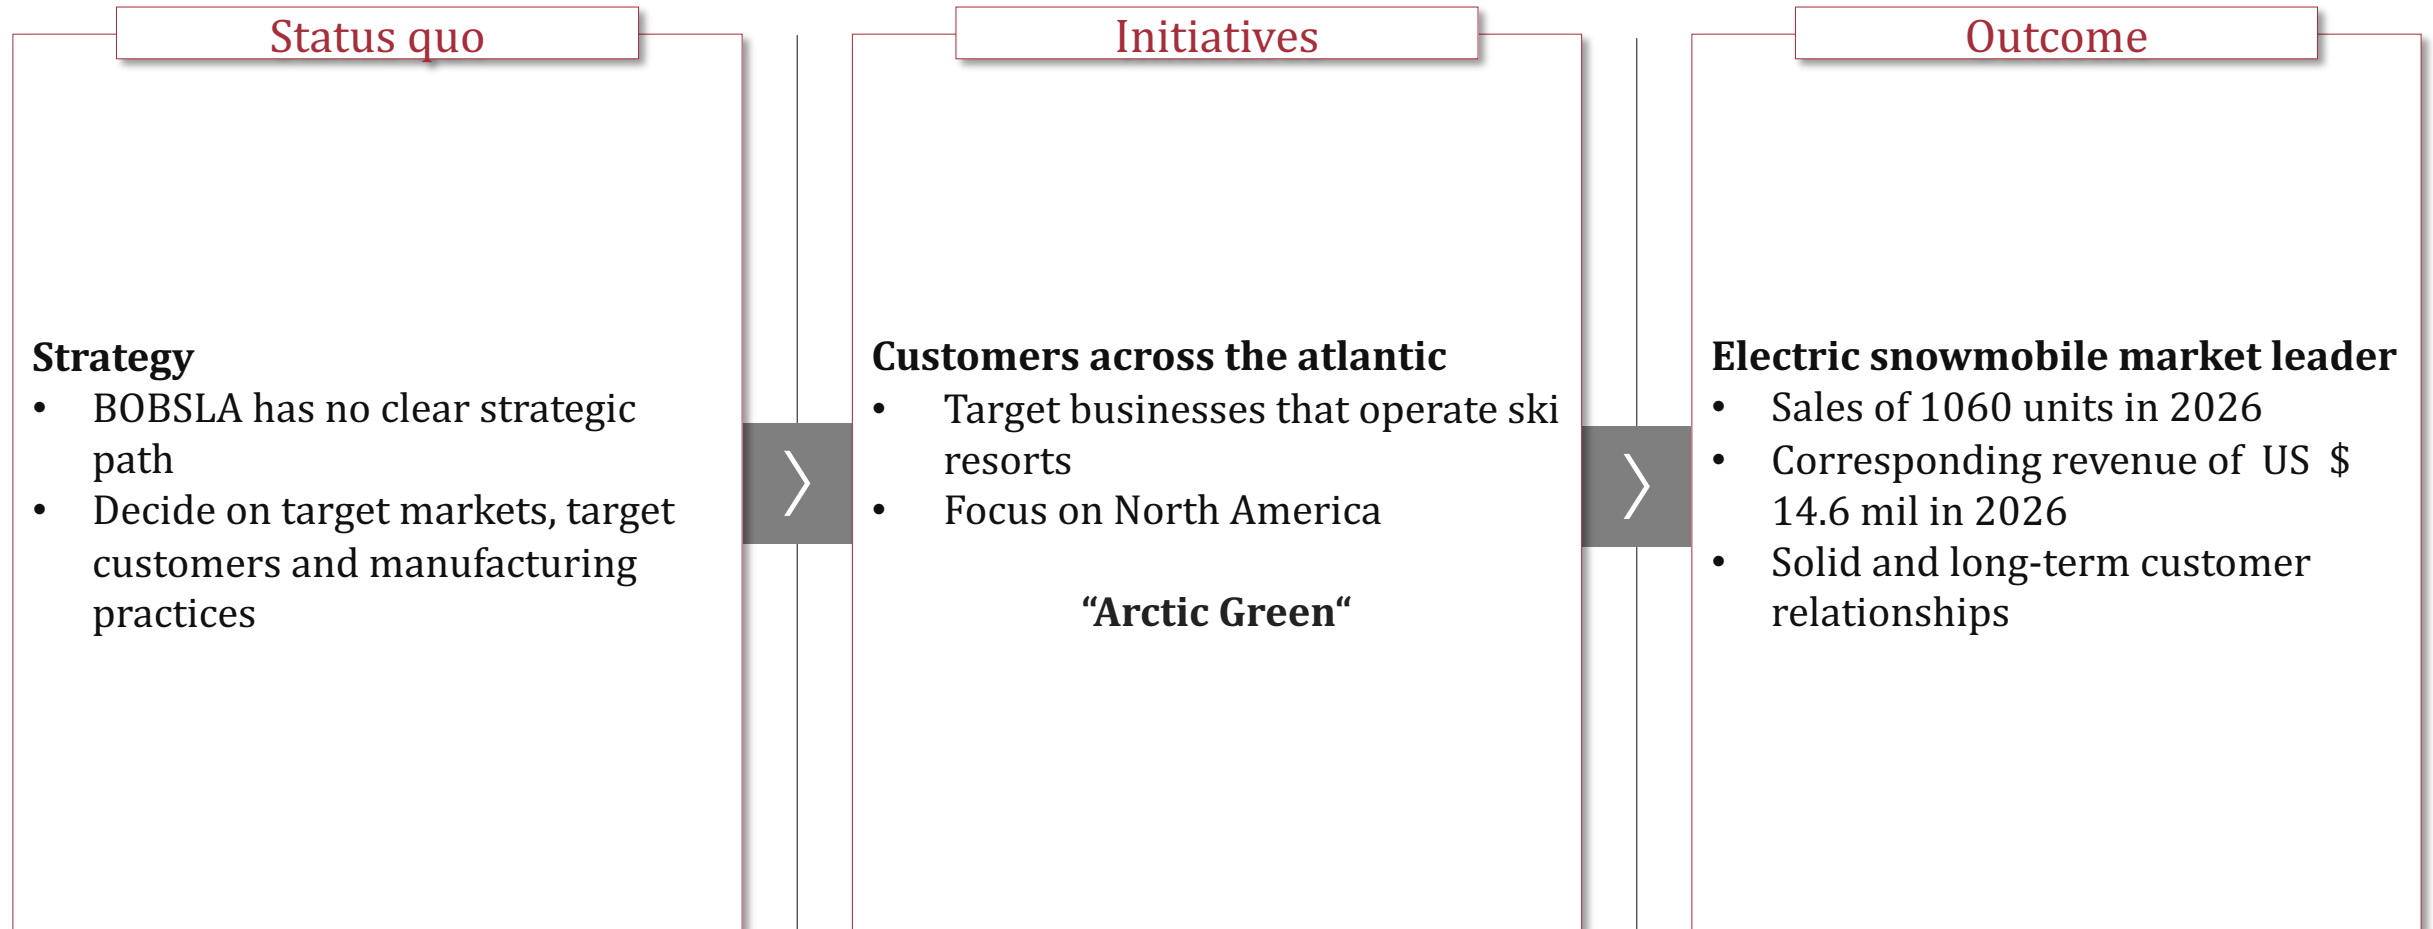 Status quo
Strategy
• BOBSLA has no clear strategic
path
• Decide on target markets, target
customers and manufacturing
practices
Initiatives
Customers across the atlantic
• Target businesses that operate ski
resorts
• Focus on North America
“Arctic Green“
Outcome
Electric snowmobile market leader
• Sales of 1060 units in 2026
• Corresponding revenue of  US  $
14.6 mil in 2026
• Solid and long-term customer
relationships